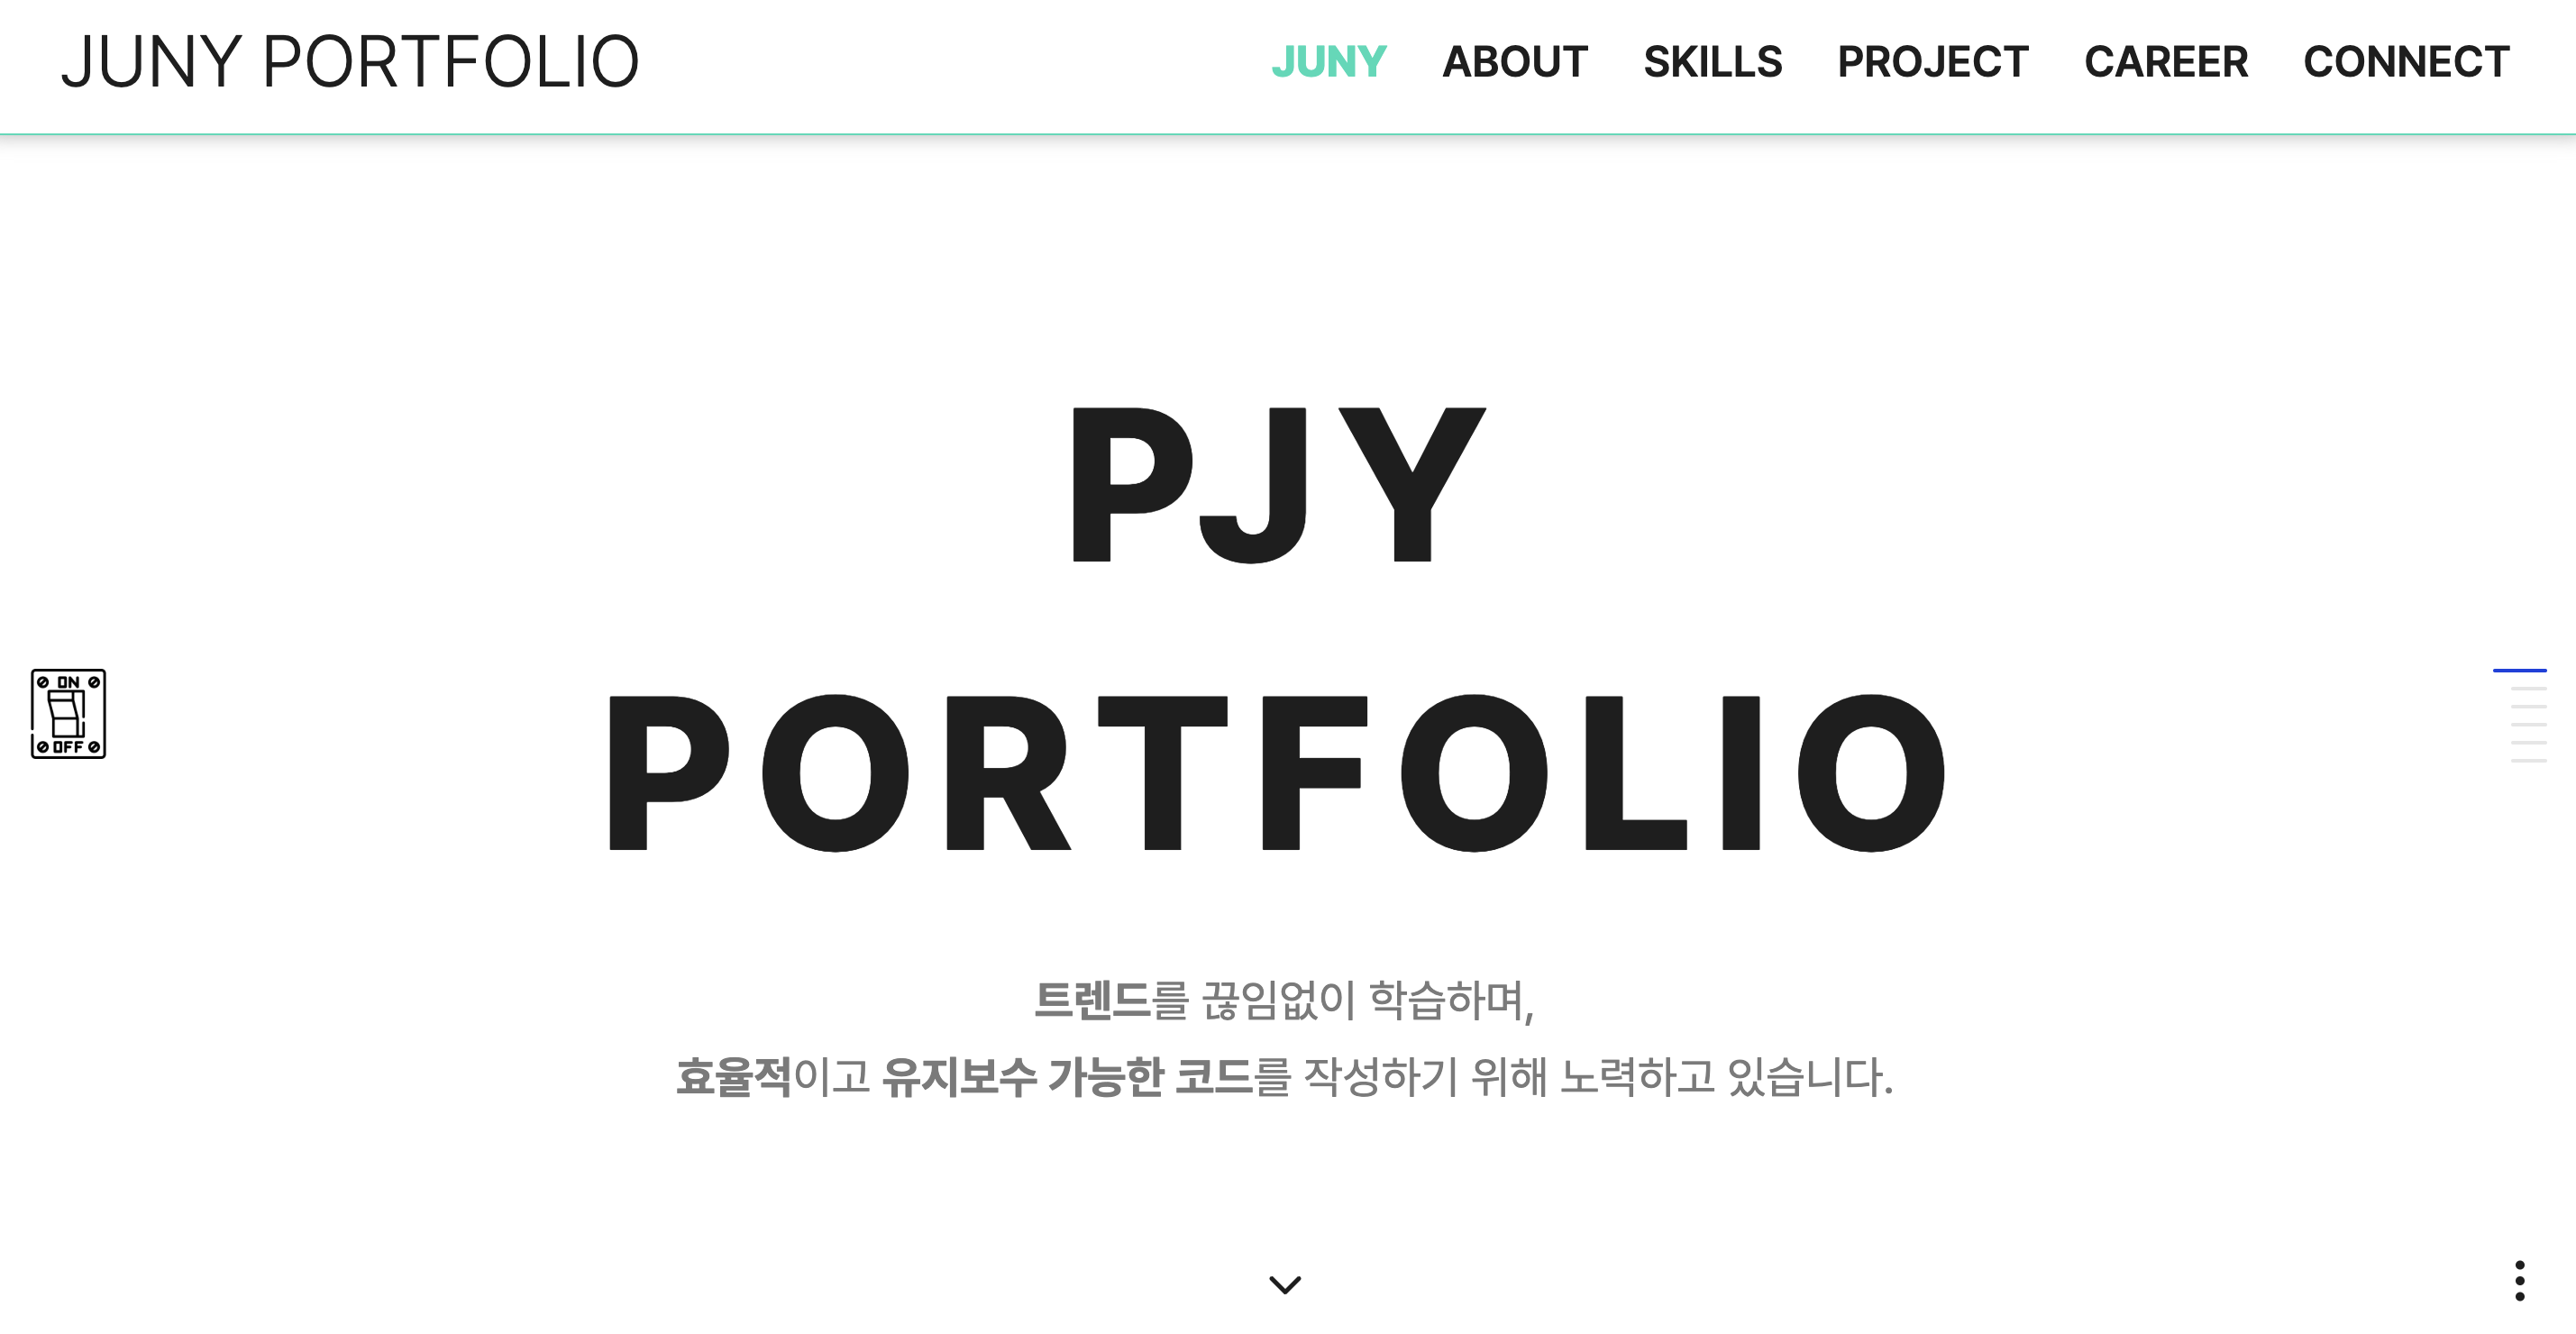 JUNY PORTFOLIO
JUNY ABOUT SKILLS PROJECT CAREER CONNECT
PJY
PORTFOLIO
ON
OFF
트렌드를 끊임없이 학습하며,
효율적이고 유지보수 가능한 코드를 작성하기 위해 노력하고 있습니다.